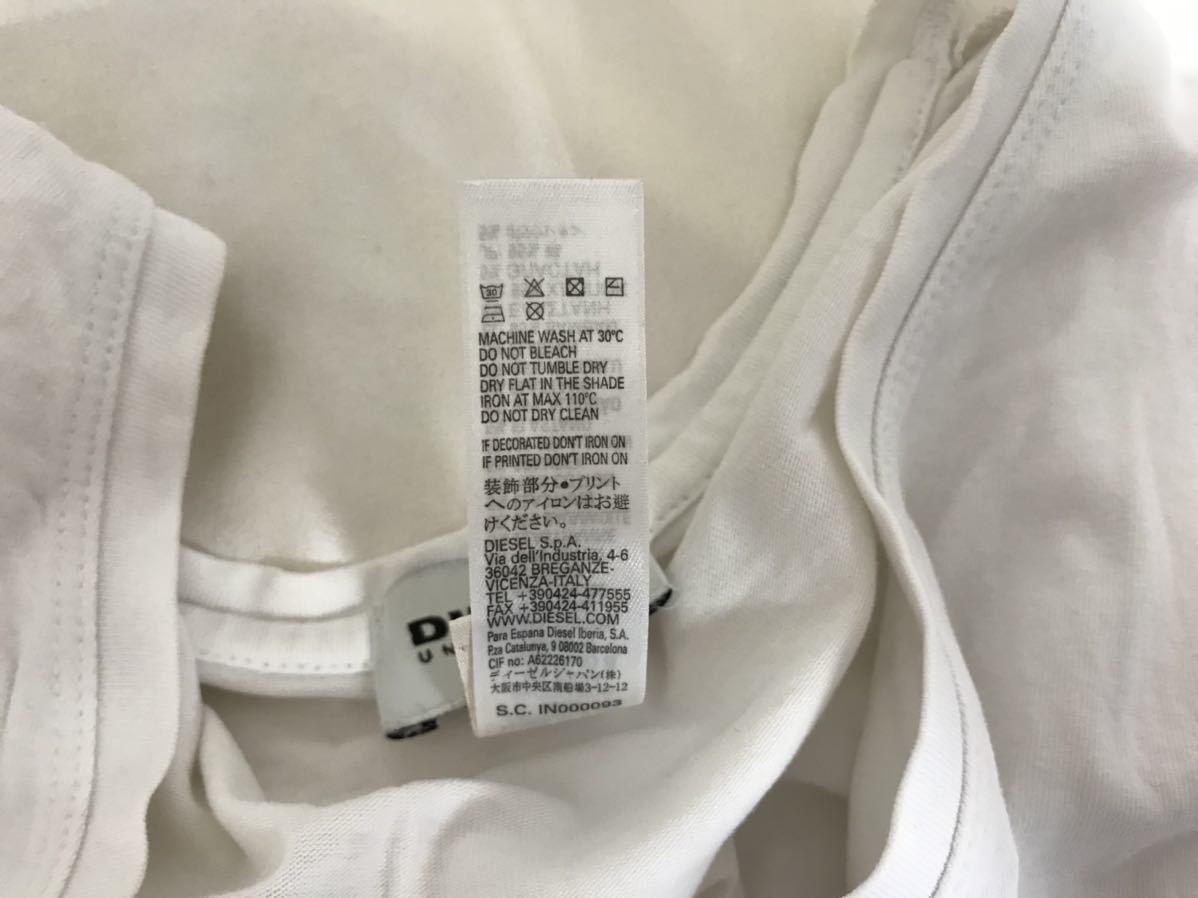 30
MACHINE WASH AT 30°C
DO NOT BLEACH
DO NOT TUMBLE DRY
DRY FLAT IN THE SHADE
IRON AT MAX 110°C
DO NOT DRY CLEAN
IF DECORATED DON'T IRON ON
IF PRINTED DON'T IRON ON
装飾部分●プリント
へのアイロンはお避
けください。
DIESEL S.p.A.
Via dell'Industria, 4-6
36042 BREGANZE-
VICENZA-ITALY
TEL +390424-477555
FAX +390424-411955
WWW.DIESEL.COM
Para Espana Diesel Iberia, S.A.
P.za Catalunya, 9 08002 Barcelona
CIF no: A62226170
ディーゼルジャパン(株)
大阪市中央区南船場3-12-12
S.C. IN000093